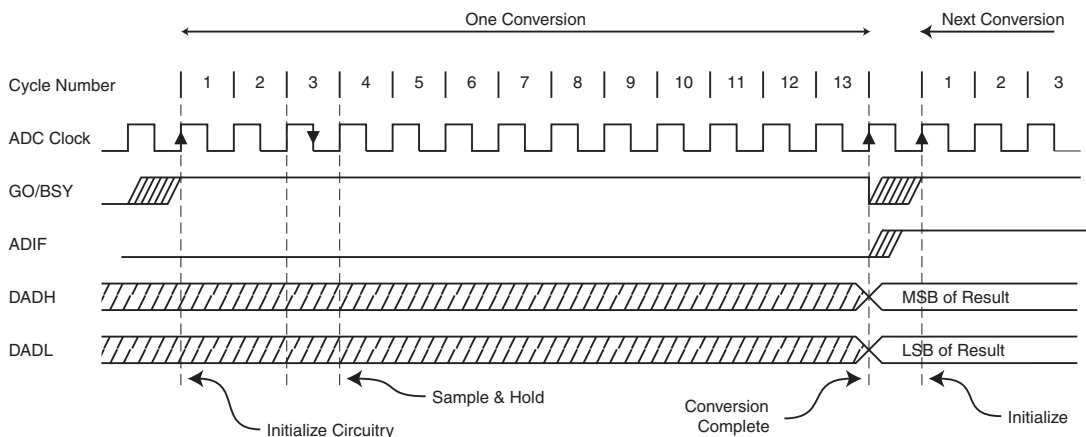 One Conversion Next Conversion
Cycle Number 1 2 3 4 5 6 7 8 9 10 11 12 13 1 2 3
ADC Clock
GO/BSY
ADIF
DADH MSB of Result
DADL LSB of Result
Initialize Circuitry
Sample & Hold
Conversion
Complete
Initialize